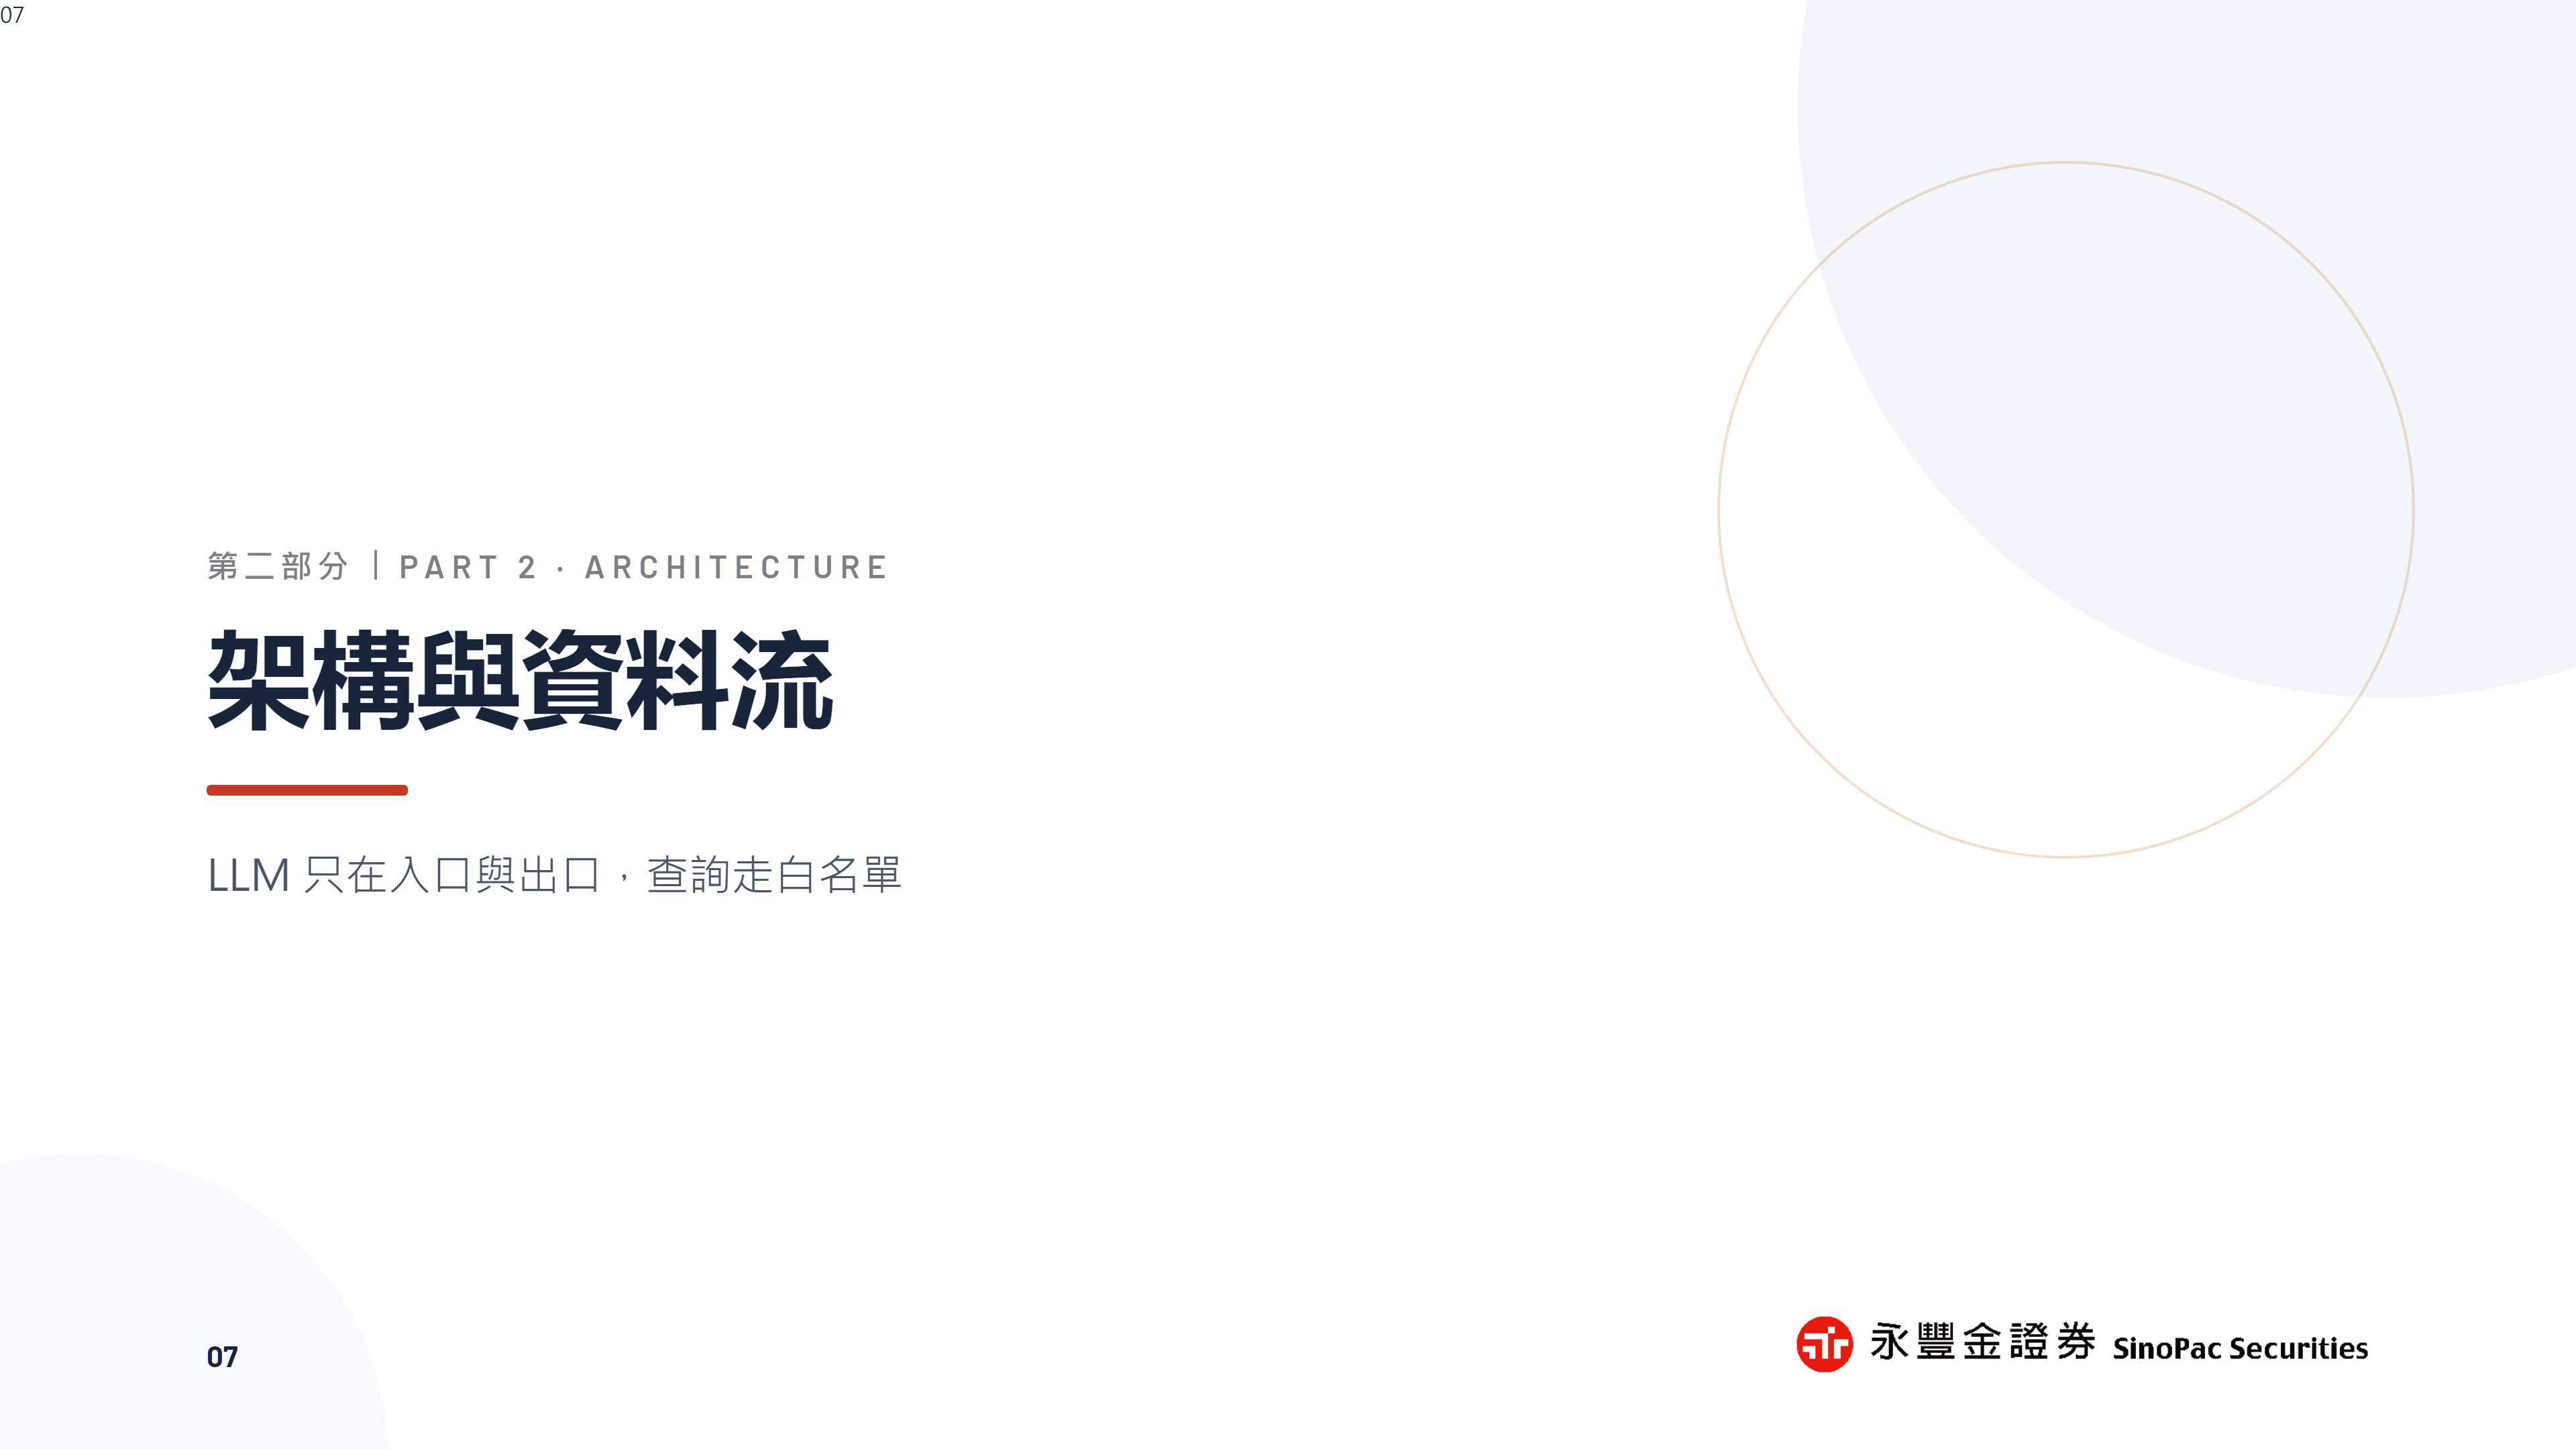 07
第二部分｜PART 2 · ARCHITECTURE
架構與資料流
LLM 只在入口與出口，查詢走白名單
07
永豐金證券 SinoPac Securities